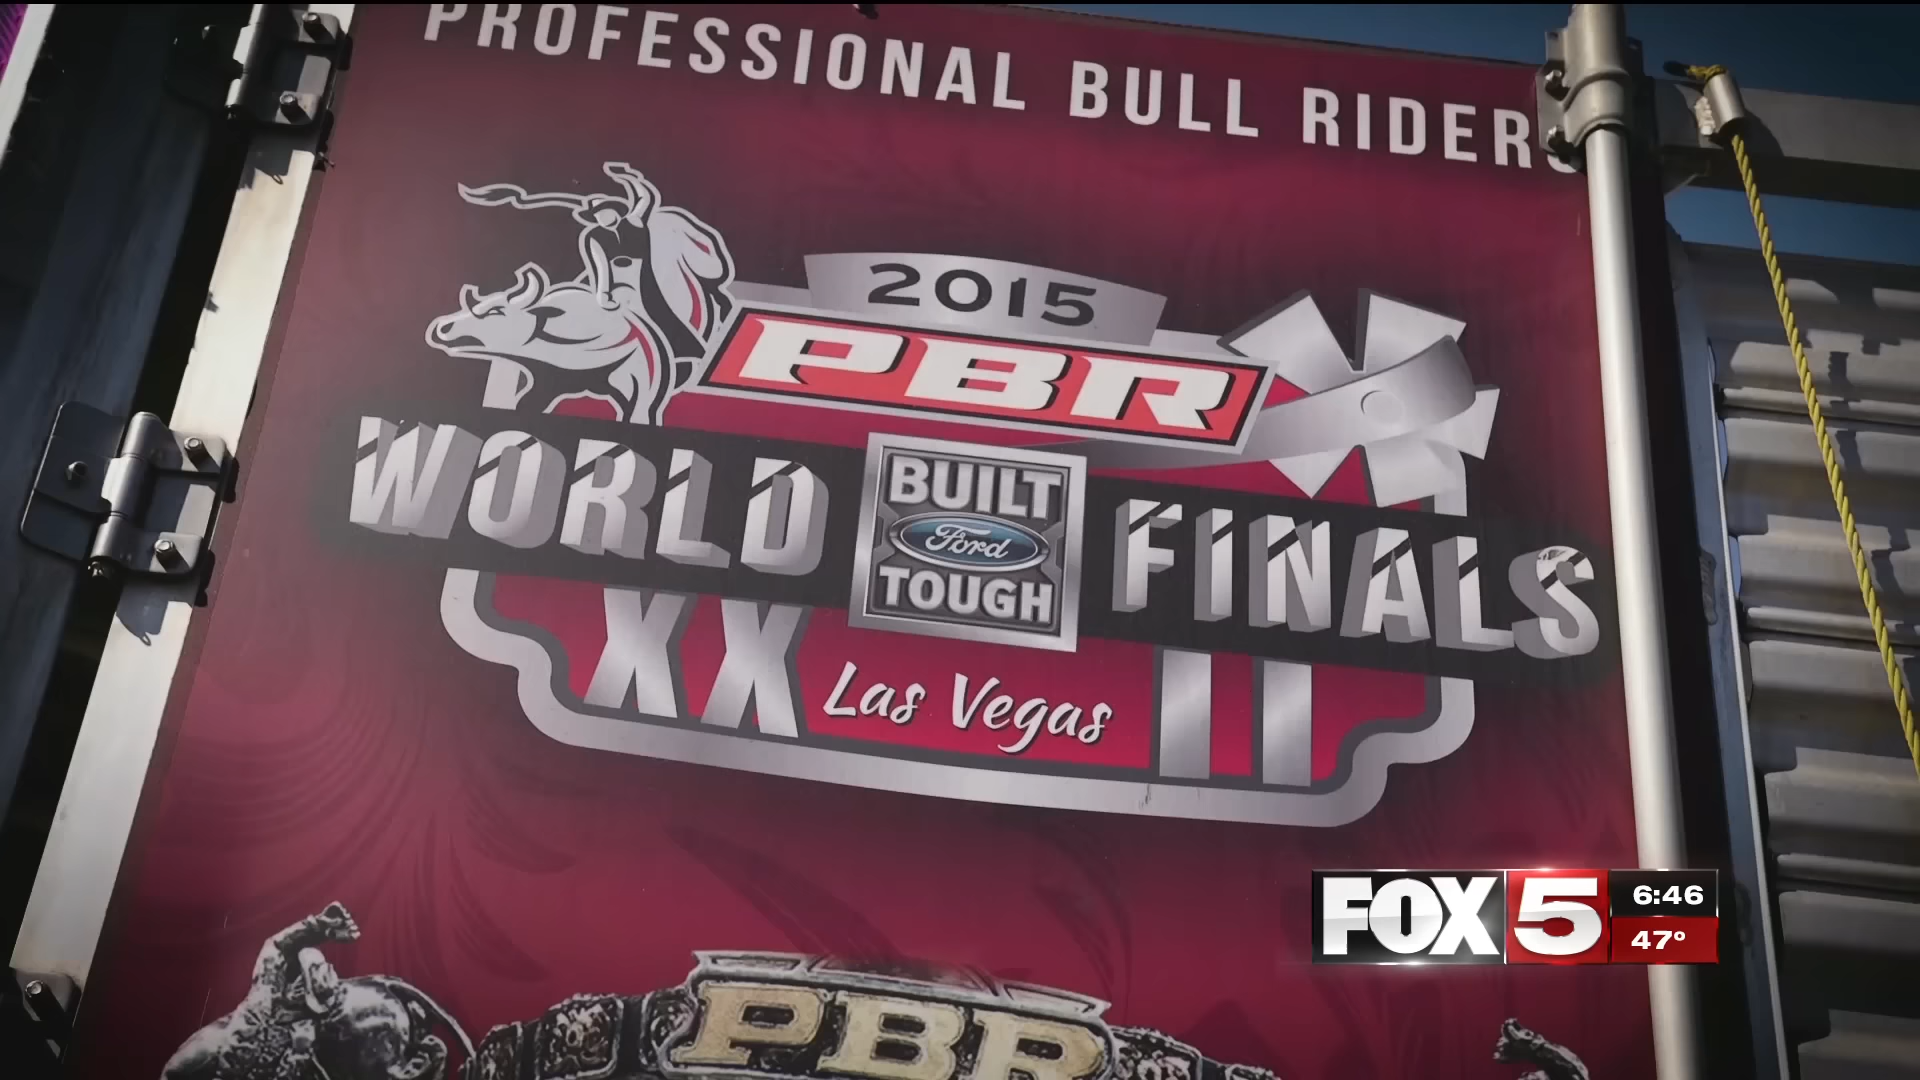 PROFESSIONAL BULL RIDERS
2015
PBR
WORLD FINALS
BUILT
Ford
TOUGH
XX II
Las Vegas
PBR
FOX 5
6:46
47°